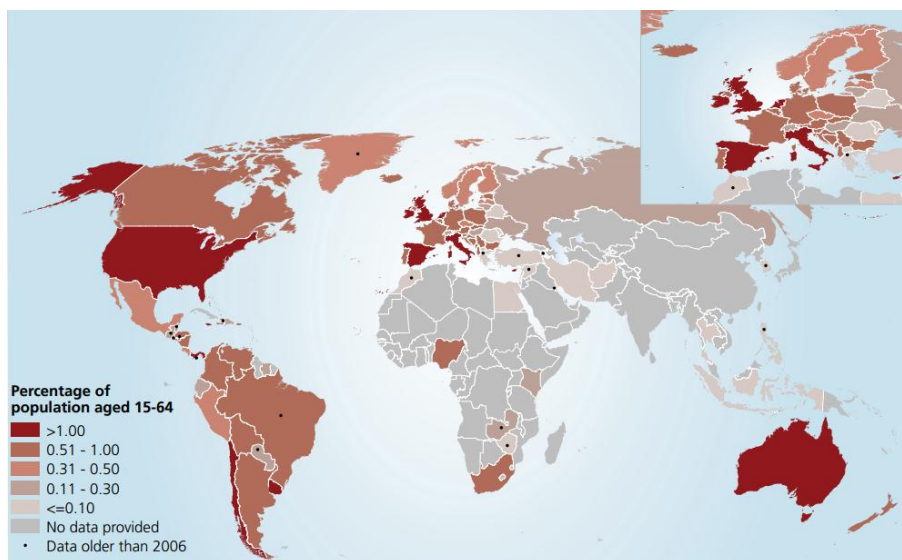 Percentage of
population aged 15-64
>1.00
0.51 - 1.00
0.31 - 0.50
0.11 - 0.30
<=0.10
No data provided
Data older than 2006